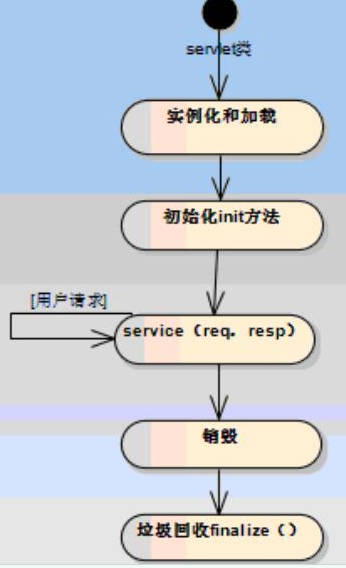 servlet类
实例化和加载
初始化init方法
[用户请求]
service（req. resp）
销毁
垃圾回收finalize（）